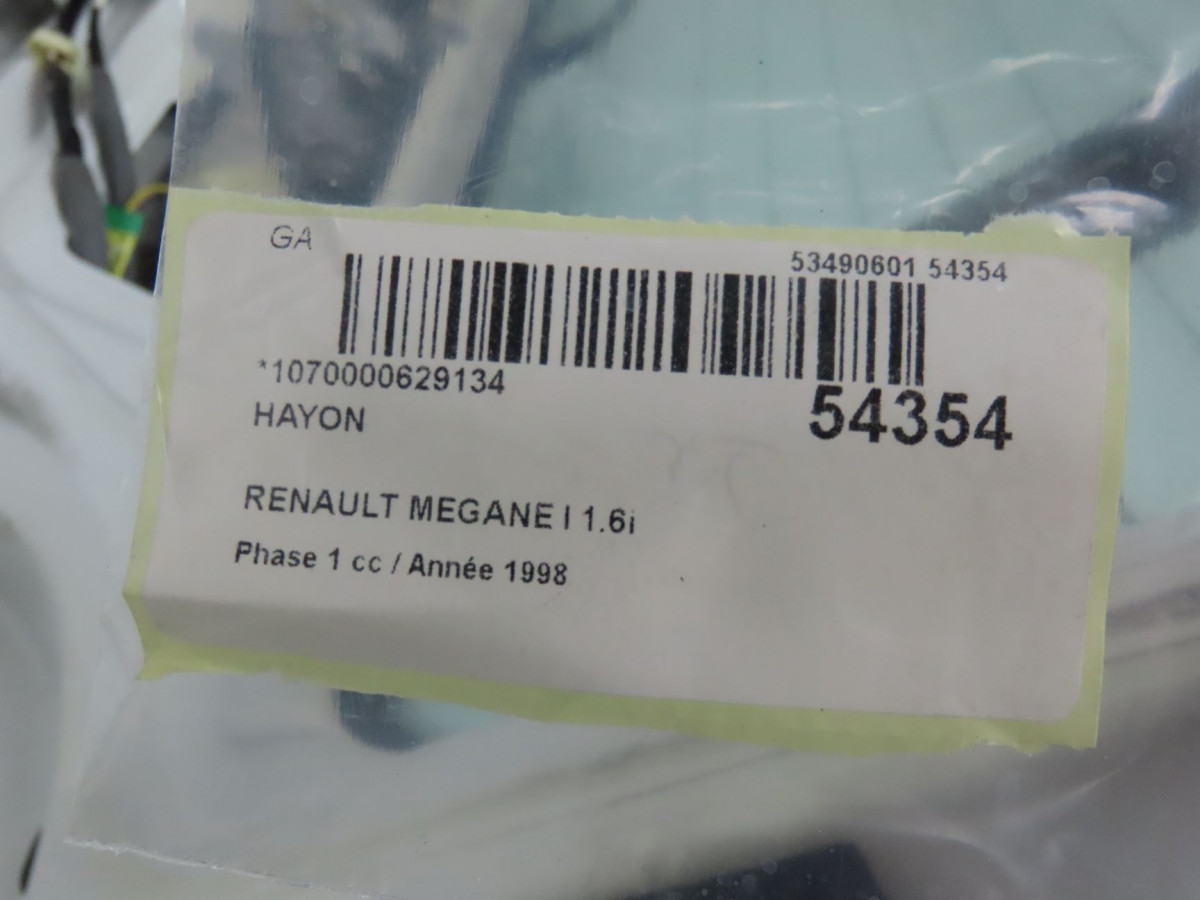 GA
53490601 54354
*1070000629134
54354
HAYON
RENAULT MEGANE I 1.6i
Phase 1 cc / Année 1998